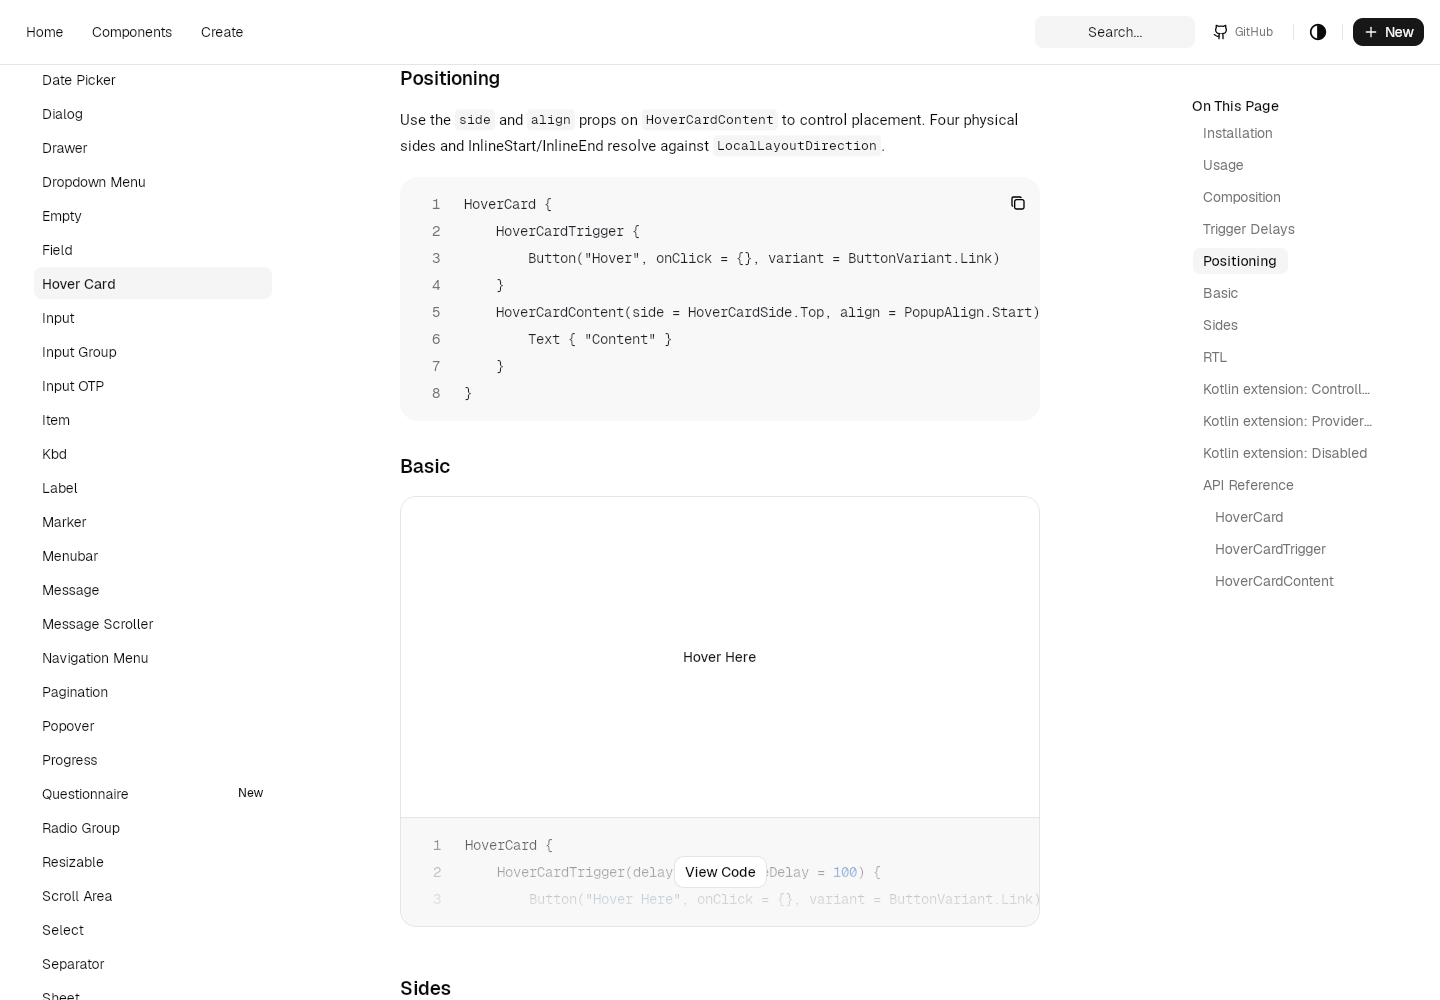 Home Components Create Search... GitHub New
Date Picker
Dialog
Drawer
Dropdown Menu
Empty
Field
Hover Card
Input
Input Group
Input OTP
Item
Kbd
Label
Marker
Menubar
Message
Message Scroller
Navigation Menu
Pagination
Popover
Progress
Questionnaire New
Radio Group
Resizable
Scroll Area
Select
Separator
Sheet
Positioning
Use the side and align props on HoverCardContent to control placement. Four physical
sides and InlineStart/InlineEnd resolve against LocalLayoutDirection.
1 HoverCard {
2 HoverCardTrigger {
3 Button("Hover", onClick = {}, variant = ButtonVariant.Link)
4 }
5 HoverCardContent(side = HoverCardSide.Top, align = PopupAlign.Start)
6 Text { "Content" }
7 }
8 }
Basic
Hover Here
1 HoverCard {
2 HoverCardTrigger(delay eDelay = 100) {
View Code
3 Button("Hover Here", onClick = {}, variant = ButtonVariant.Link)
Sides
On This Page
Installation
Usage
Composition
Trigger Delays
Positioning
Basic
Sides
RTL
Kotlin extension: Controll...
Kotlin extension: Provider...
Kotlin extension: Disabled
API Reference
HoverCard
HoverCardTrigger
HoverCardContent